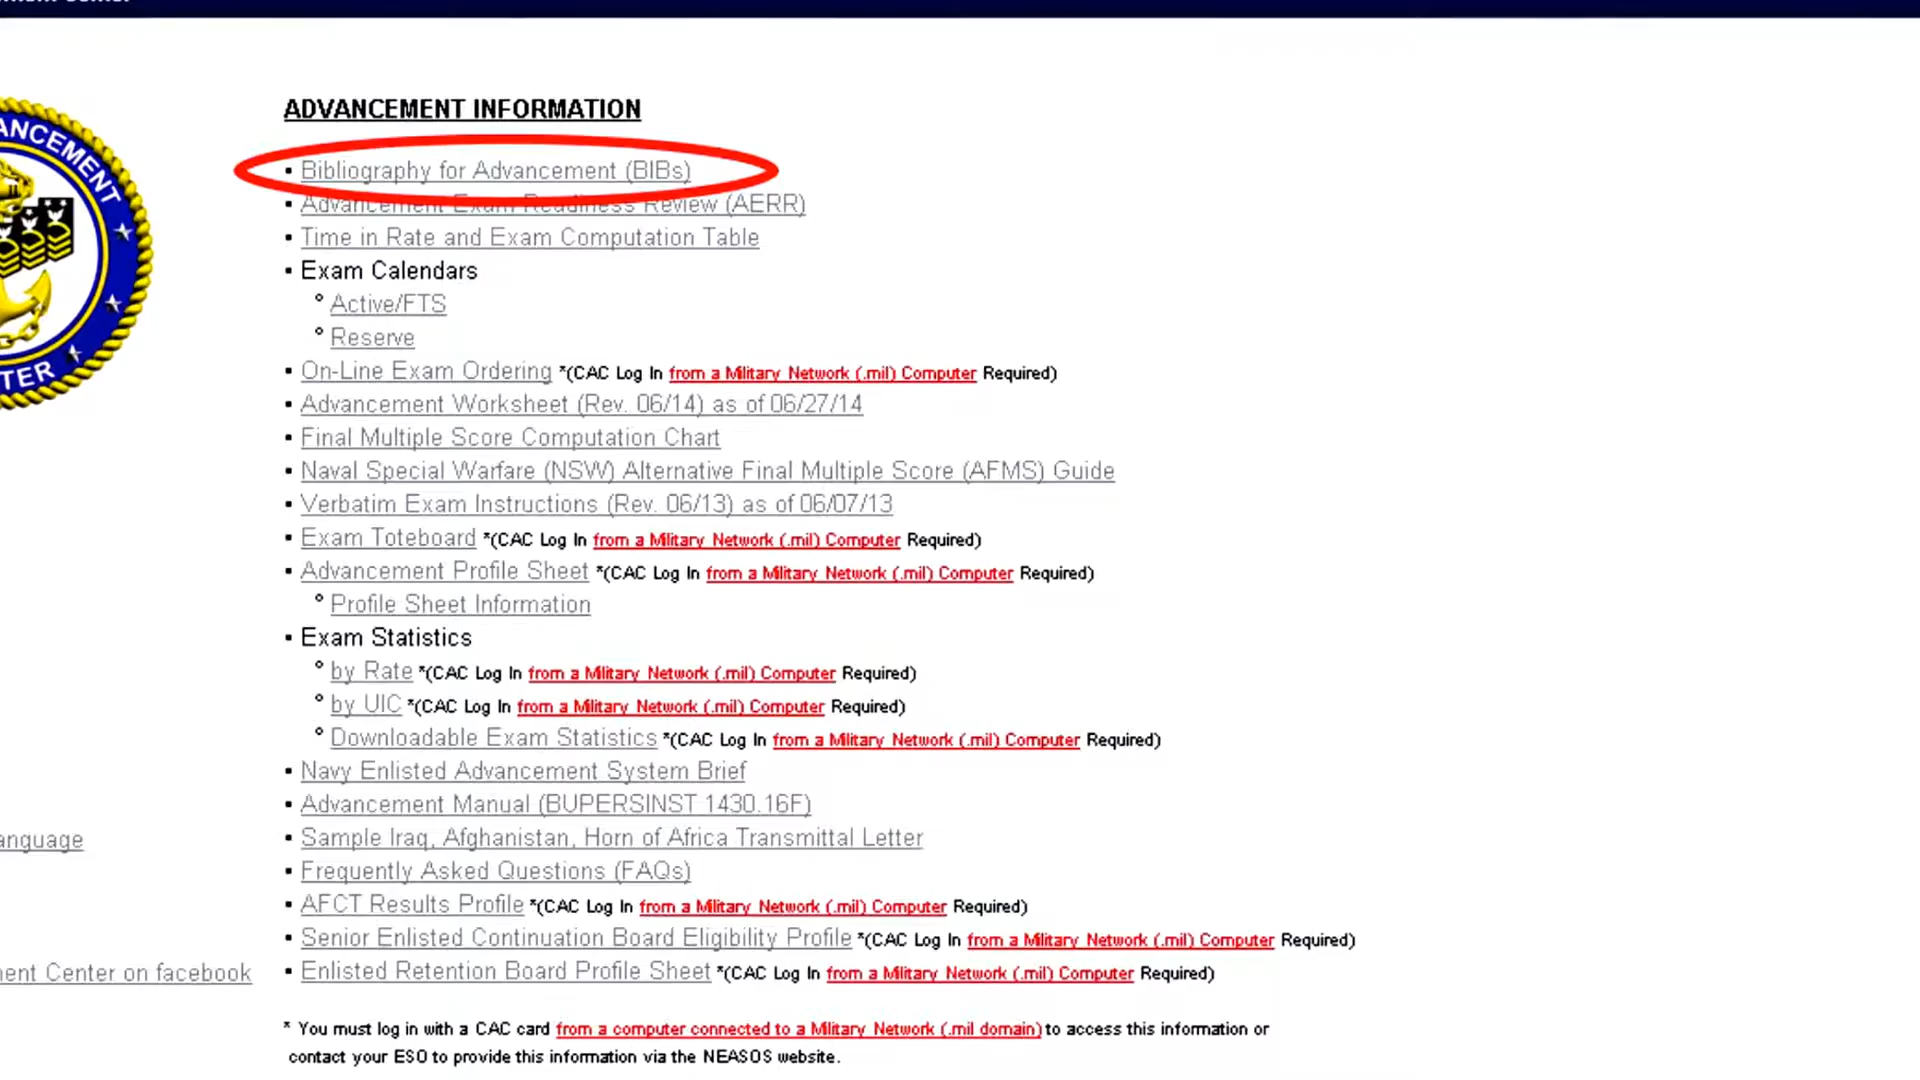 ADVANCEMENT INFORMATION
▪ Bibliography for Advancement (BIBs)
▪ Advancement Exam Readiness Review (AERR)
▪ Time in Rate and Exam Computation Table
▪ Exam Calendars
° Active/FTS
° Reserve
▪ On-Line Exam Ordering *(CAC Log In from a Military Network (.mil) Computer Required)
▪ Advancement Worksheet (Rev. 06/14) as of 06/27/14
▪ Final Multiple Score Computation Chart
▪ Naval Special Warfare (NSW) Alternative Final Multiple Score (AFMS) Guide
▪ Verbatim Exam Instructions (Rev. 06/13) as of 06/07/13
▪ Exam Toteboard *(CAC Log In from a Military Network (.mil) Computer Required)
▪ Advancement Profile Sheet *(CAC Log In from a Military Network (.mil) Computer Required)
° Profile Sheet Information
▪ Exam Statistics
° by Rate *(CAC Log In from a Military Network (.mil) Computer Required)
° by UIC *(CAC Log In from a Military Network (.mil) Computer Required)
° Downloadable Exam Statistics *(CAC Log In from a Military Network (.mil) Computer Required)
▪ Navy Enlisted Advancement System Brief
▪ Advancement Manual (BUPERSINST 1430.16F)
▪ Sample Iraq, Afghanistan, Horn of Africa Transmittal Letter
▪ Frequently Asked Questions (FAQs)
▪ AFCT Results Profile *(CAC Log In from a Military Network (.mil) Computer Required)
▪ Senior Enlisted Continuation Board Eligibility Profile *(CAC Log In from a Military Network (.mil) Computer Required)
▪ Enlisted Retention Board Profile Sheet *(CAC Log In from a Military Network (.mil) Computer Required)
* You must log in with a CAC card from a computer connected to a Military Network (.mil domain) to access this information or
contact your ESO to provide this information via the NEASOS website.
ANCEMENT
TER
anguage
ent Center on facebook